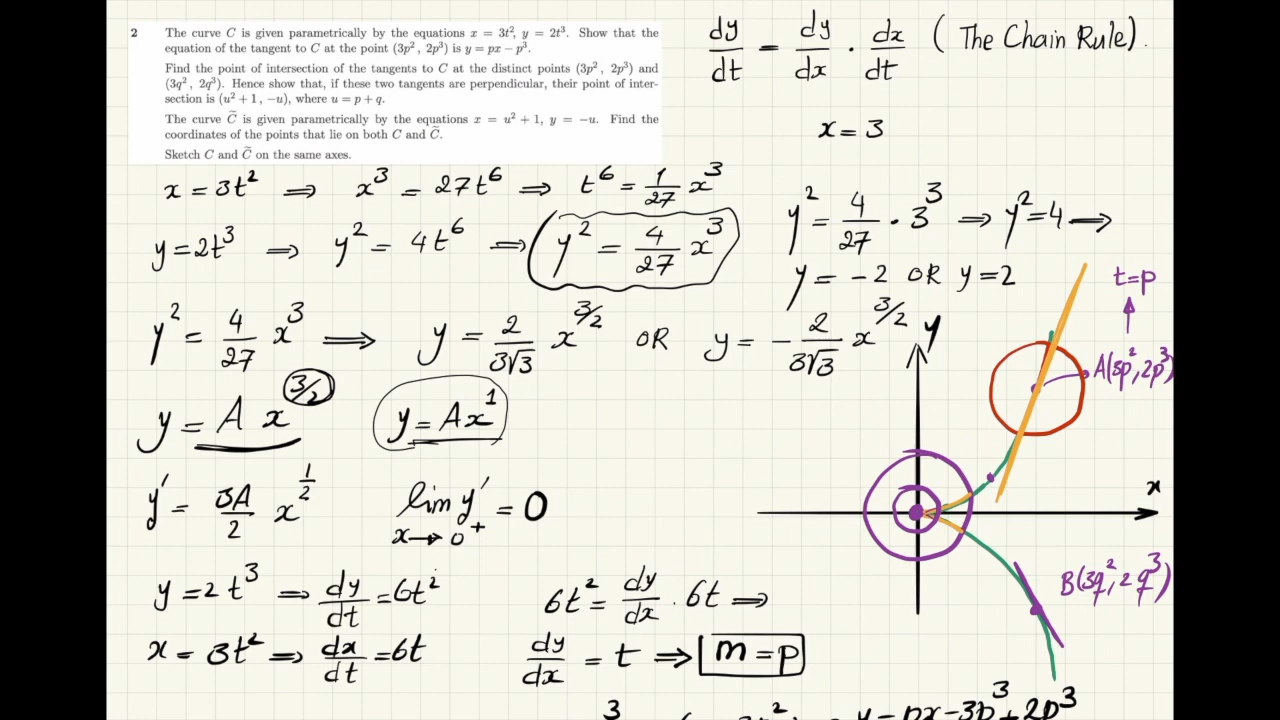 2 The curve C is given parametrically by the equations x = 3t², y = 2t³. Show that the
equation of the tangent to C at the point (3p², 2p³) is y = px − p³.
Find the point of intersection of the tangents to C at the distinct points (3p², 2p³) and
(3q², 2q³). Hence show that, if these two tangents are perpendicular, their point of inter-
section is (u² + 1, −u), where u = p + q.
The curve C̃ is given parametrically by the equations x = u² + 1, y = −u. Find the
coordinates of the points that lie on both C and C̃.
Sketch C and C̃ on the same axes.
dy/dt = dy/dx · dx/dt (The Chain Rule).
x = 3
x = 3t² ⇒ x³ = 27t⁶ ⇒ t⁶ = 1/27 x³
y = 2t³ ⇒ y² = 4t⁶ ⇒ y² = 4/27 x³
y² = 4/27 · 3³ ⇒ y² = 4 ⇒
y = −2 OR y = 2
y² = 4/27 x³ ⇒ y = 2/3√3 x^3/2 OR y = − 2/3√3 x^3/2
y = A x^3/2 y = Ax¹
y' = 3A/2 x^1/2 lim x→0⁺ y' = 0
y = 2t³ ⇒ dy/dt = 6t² 6t² = dy/dx · 6t ⇒
x = 3t² ⇒ dx/dt = 6t dy/dx = t ⇒ m = p
y
t = p
A(3p², 2p³)
x
B(3q², 2q³)
y = px − 3p³ + 2p³